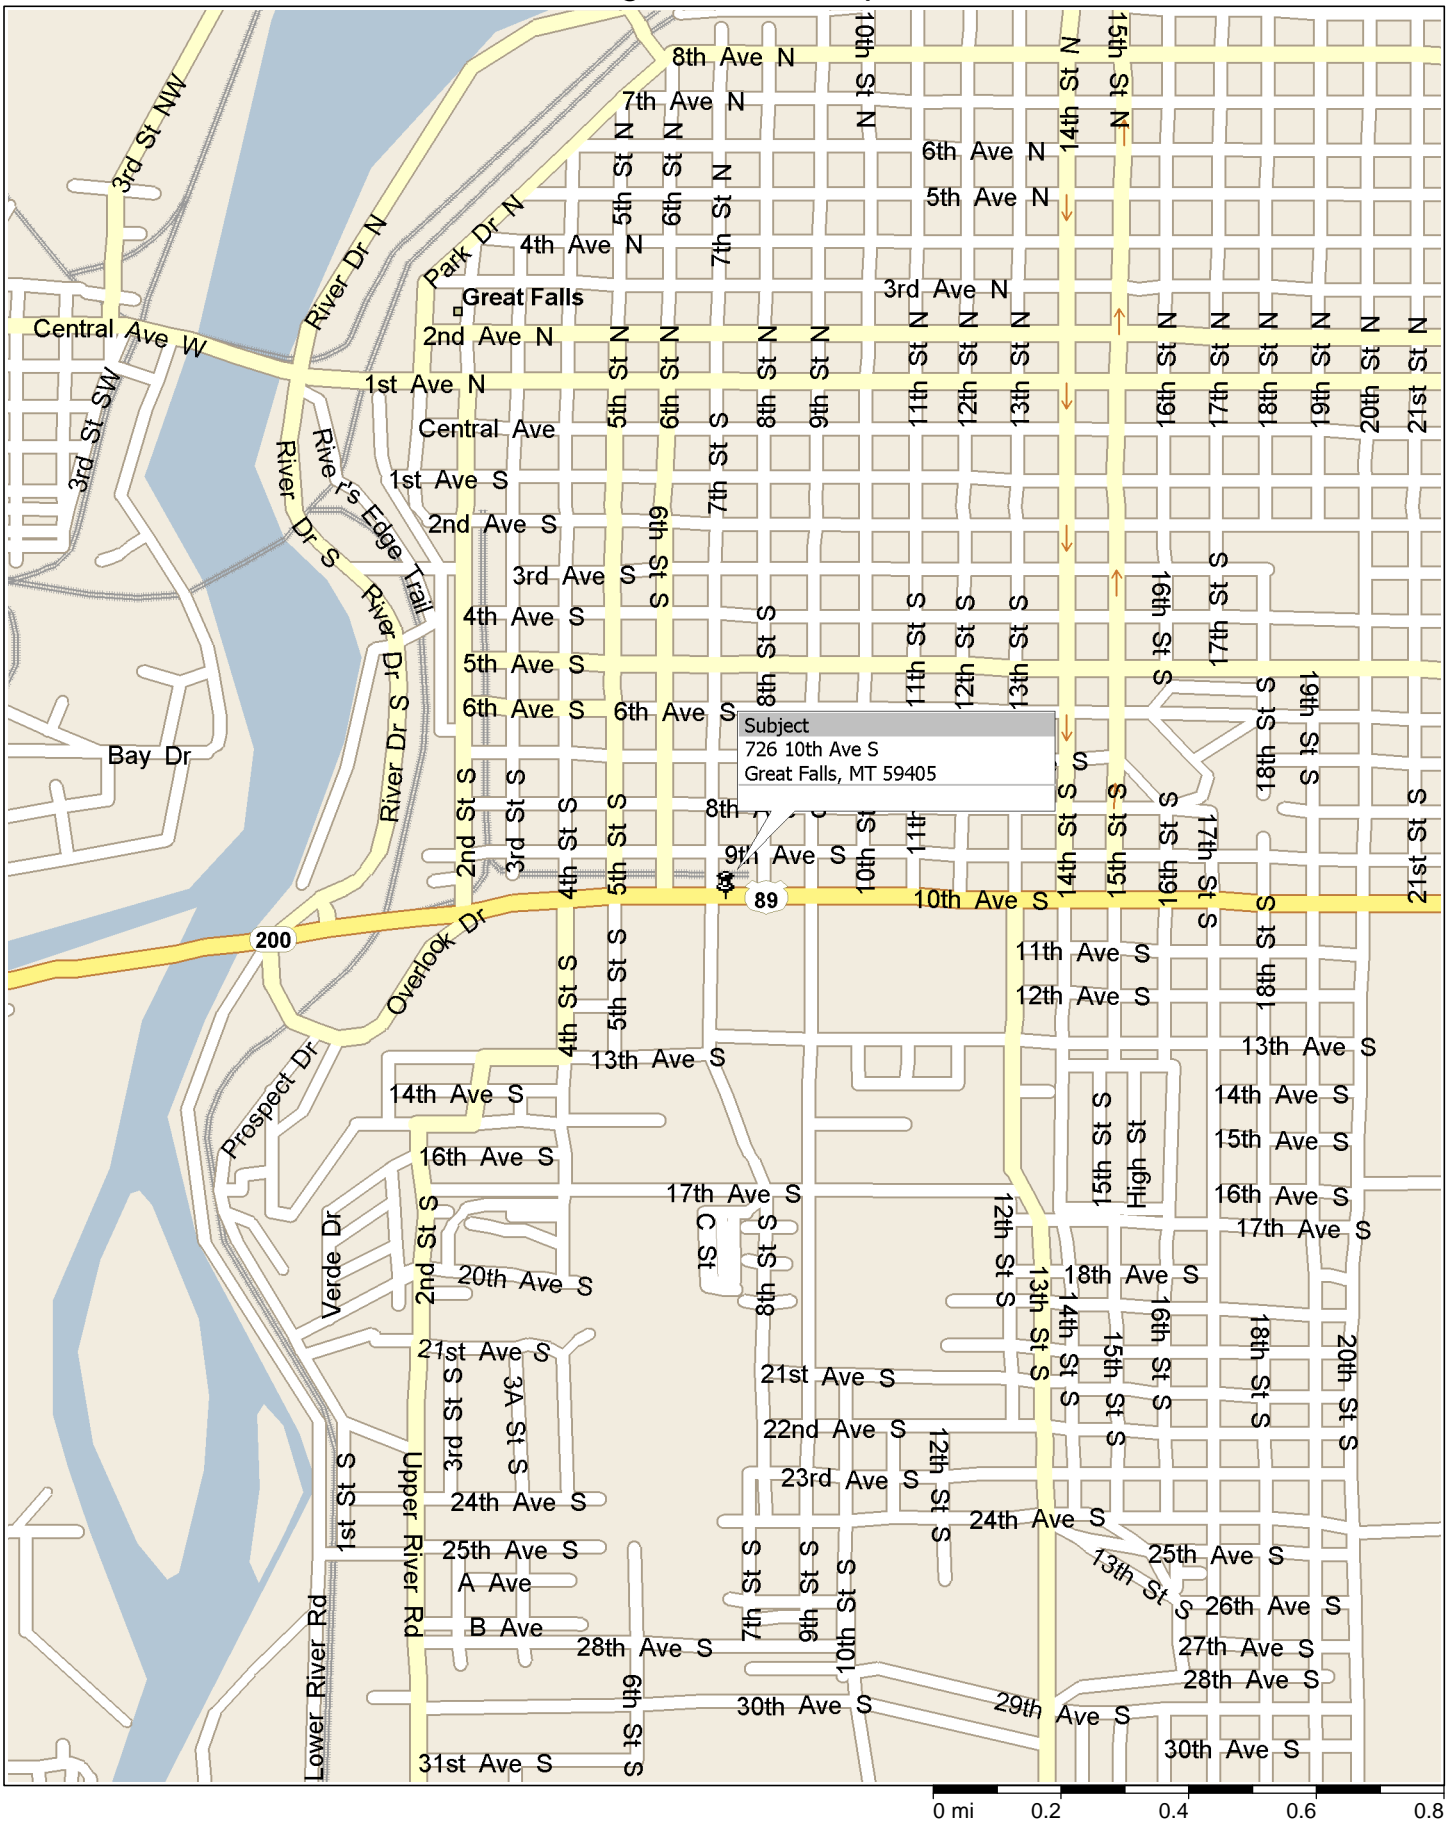 8th Ave N
10th St N
14th St N
15th St N
7th Ave N
3rd St NW
5th St N
6th St N
7th St N
6th Ave N
5th Ave N
River Dr N
Park Dr N
4th Ave N
3rd Ave N
Great Falls
Central Ave W
2nd Ave N
5th St N
6th St N
8th St N
9th St N
11th St N
12th St N
13th St N
16th St N
17th St N
18th St N
19th St N
20th St N
21st St N
1st Ave N
3rd St SW
Central Ave
7th St S
River Dr S
River's Edge Trail
1st Ave S
2nd Ave S
6th St S
3rd Ave S
16th St S
17th St S
River Dr S
4th Ave S
8th St S
11th St S
12th St S
13th St S
5th Ave S
6th Ave S
6th Ave S
18th St S
19th St S
Subject
726 10th Ave S
Great Falls, MT 59405
S
Bay Dr
River Dr S
2nd St S
3rd St S
4th St S
5th St S
8th
9th Ave S
10th St
11th
14th St S
15th St S
16th St S
17th St S
21st St S
89
10th Ave S
200
Overlook Dr
4th St S
5th St S
11th Ave S
12th Ave S
18th St S
13th Ave S
13th Ave S
Prospect Dr
14th Ave S
15th St S
High St
14th Ave S
15th Ave S
16th Ave S
17th Ave S
16th Ave S
17th Ave S
Verde Dr
2nd St S
C St
8th St S
12th St S
20th Ave S
18th Ave S
13th St S
14th St S
15th St S
16th St S
18th St S
20th St S
21st Ave S
21st Ave S
3rd St S
3A St S
22nd Ave S
12th St S
23rd Ave S
1st St S
Upper River Rd
24th Ave S
24th Ave S
25th Ave S
25th Ave S
A Ave
7th St S
9th St S
10th St S
13th St S
26th Ave S
B Ave
28th Ave S
27th Ave S
28th Ave S
Lower River Rd
6th St S
30th Ave S
29th Ave S
31st Ave S
30th Ave S
0 mi 0.2 0.4 0.6 0.8